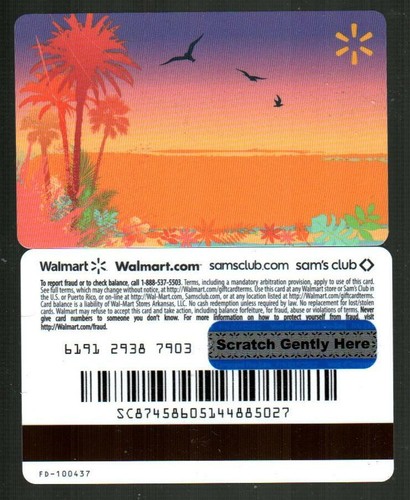 Walmart Walmart.com samsclub.com sam's club
To report fraud or to check balance, call 1-888-537-5503. Terms, including a mandatory arbitration provision, apply to use of this card.
See full terms, which may change without notice, at http://Walmart.com/giftcardterms. Use this card at any Walmart store or Sam's Club in
the U.S. or Puerto Rico, or on-line at http://Wal-Mart.com, Samsclub.com, or at any location listed at http://Walmart.com/giftcardterms.
Card balance is a liability of Wal-Mart Stores Arkansas, LLC. No cash redemption unless required by law. No replacement for lost/stolen
cards. Walmart may refuse to accept this card and take action, including balance forfeiture, for fraud, abuse or violations of terms. Never
give card numbers to someone you don't know. For more information on how to protect yourself from fraud, visit
http://Walmart.com/fraud.
6191 2938 7903
Scratch Gently Here
SC87458605144885027
FD-100437